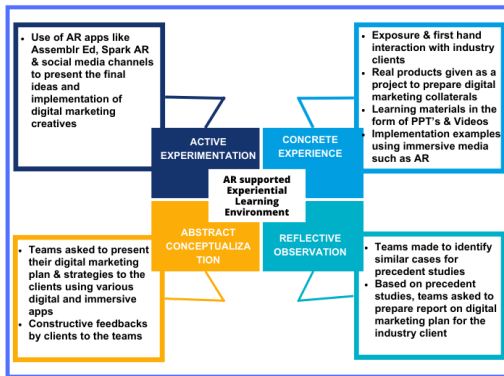 • Use of AR apps like
Assemblr Ed, Spark AR
& social media channels
to present the final
ideas and
implementation of
digital marketing
creatives
• Exposure & first hand
interaction with industry
clients
• Real products given as a
project to prepare digital
marketing collaterals
• Learning materials in the
form of PPT's & Videos
• Implementation examples
using immersive media
such as AR
ACTIVE
EXPERIMENTATION
CONCRETE
EXPERIENCE
AR supported
Experiential
Learning
Environment
ABSTRACT
CONCEPTUALIZA
TION
REFLECTIVE
OBSERVATION
• Teams asked to present
their digital marketing
plan & strategies to the
clients using various
digital and immersive
apps
• Constructive feedbacks
by clients to the teams
• Teams made to identify
similar cases for
precedent studies
• Based on precedent
studies, teams asked to
prepare report on digital
marketing plan for the
industry client